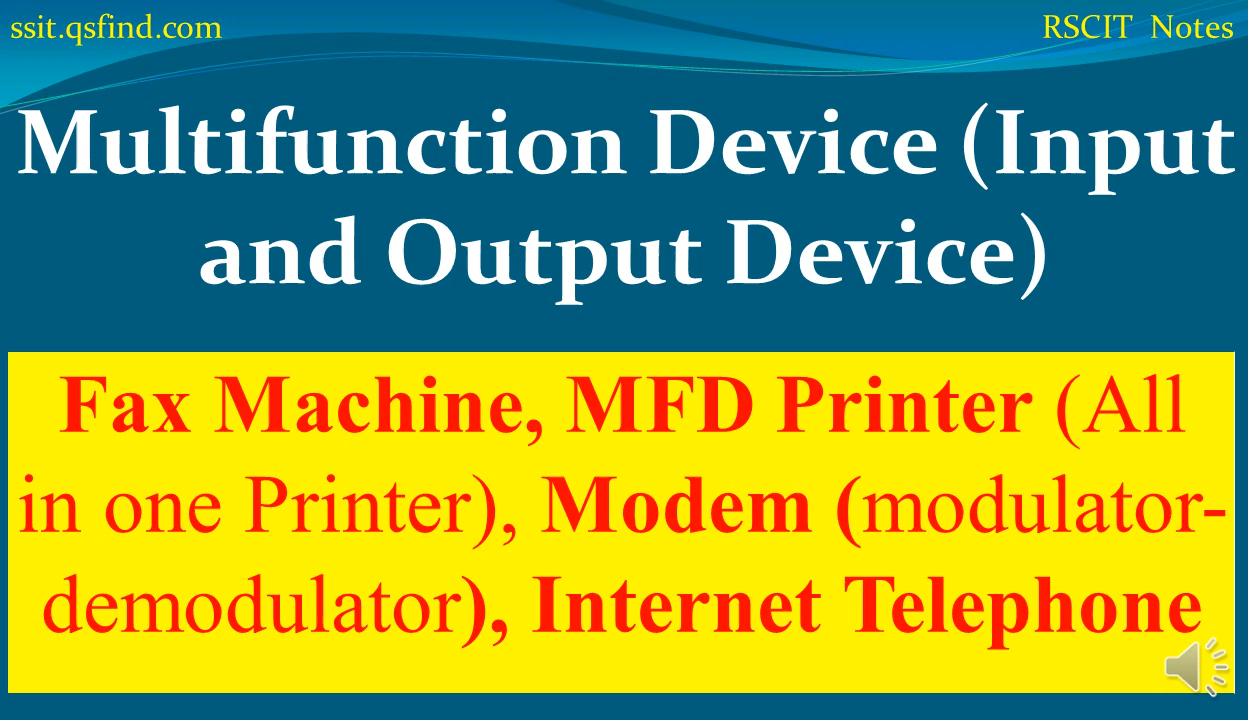 ssit.qsfind.com
RSCIT Notes
Multifunction Device (Input
and Output Device)
Fax Machine, MFD Printer (All
in one Printer), Modem (modulator-
demodulator), Internet Telephone